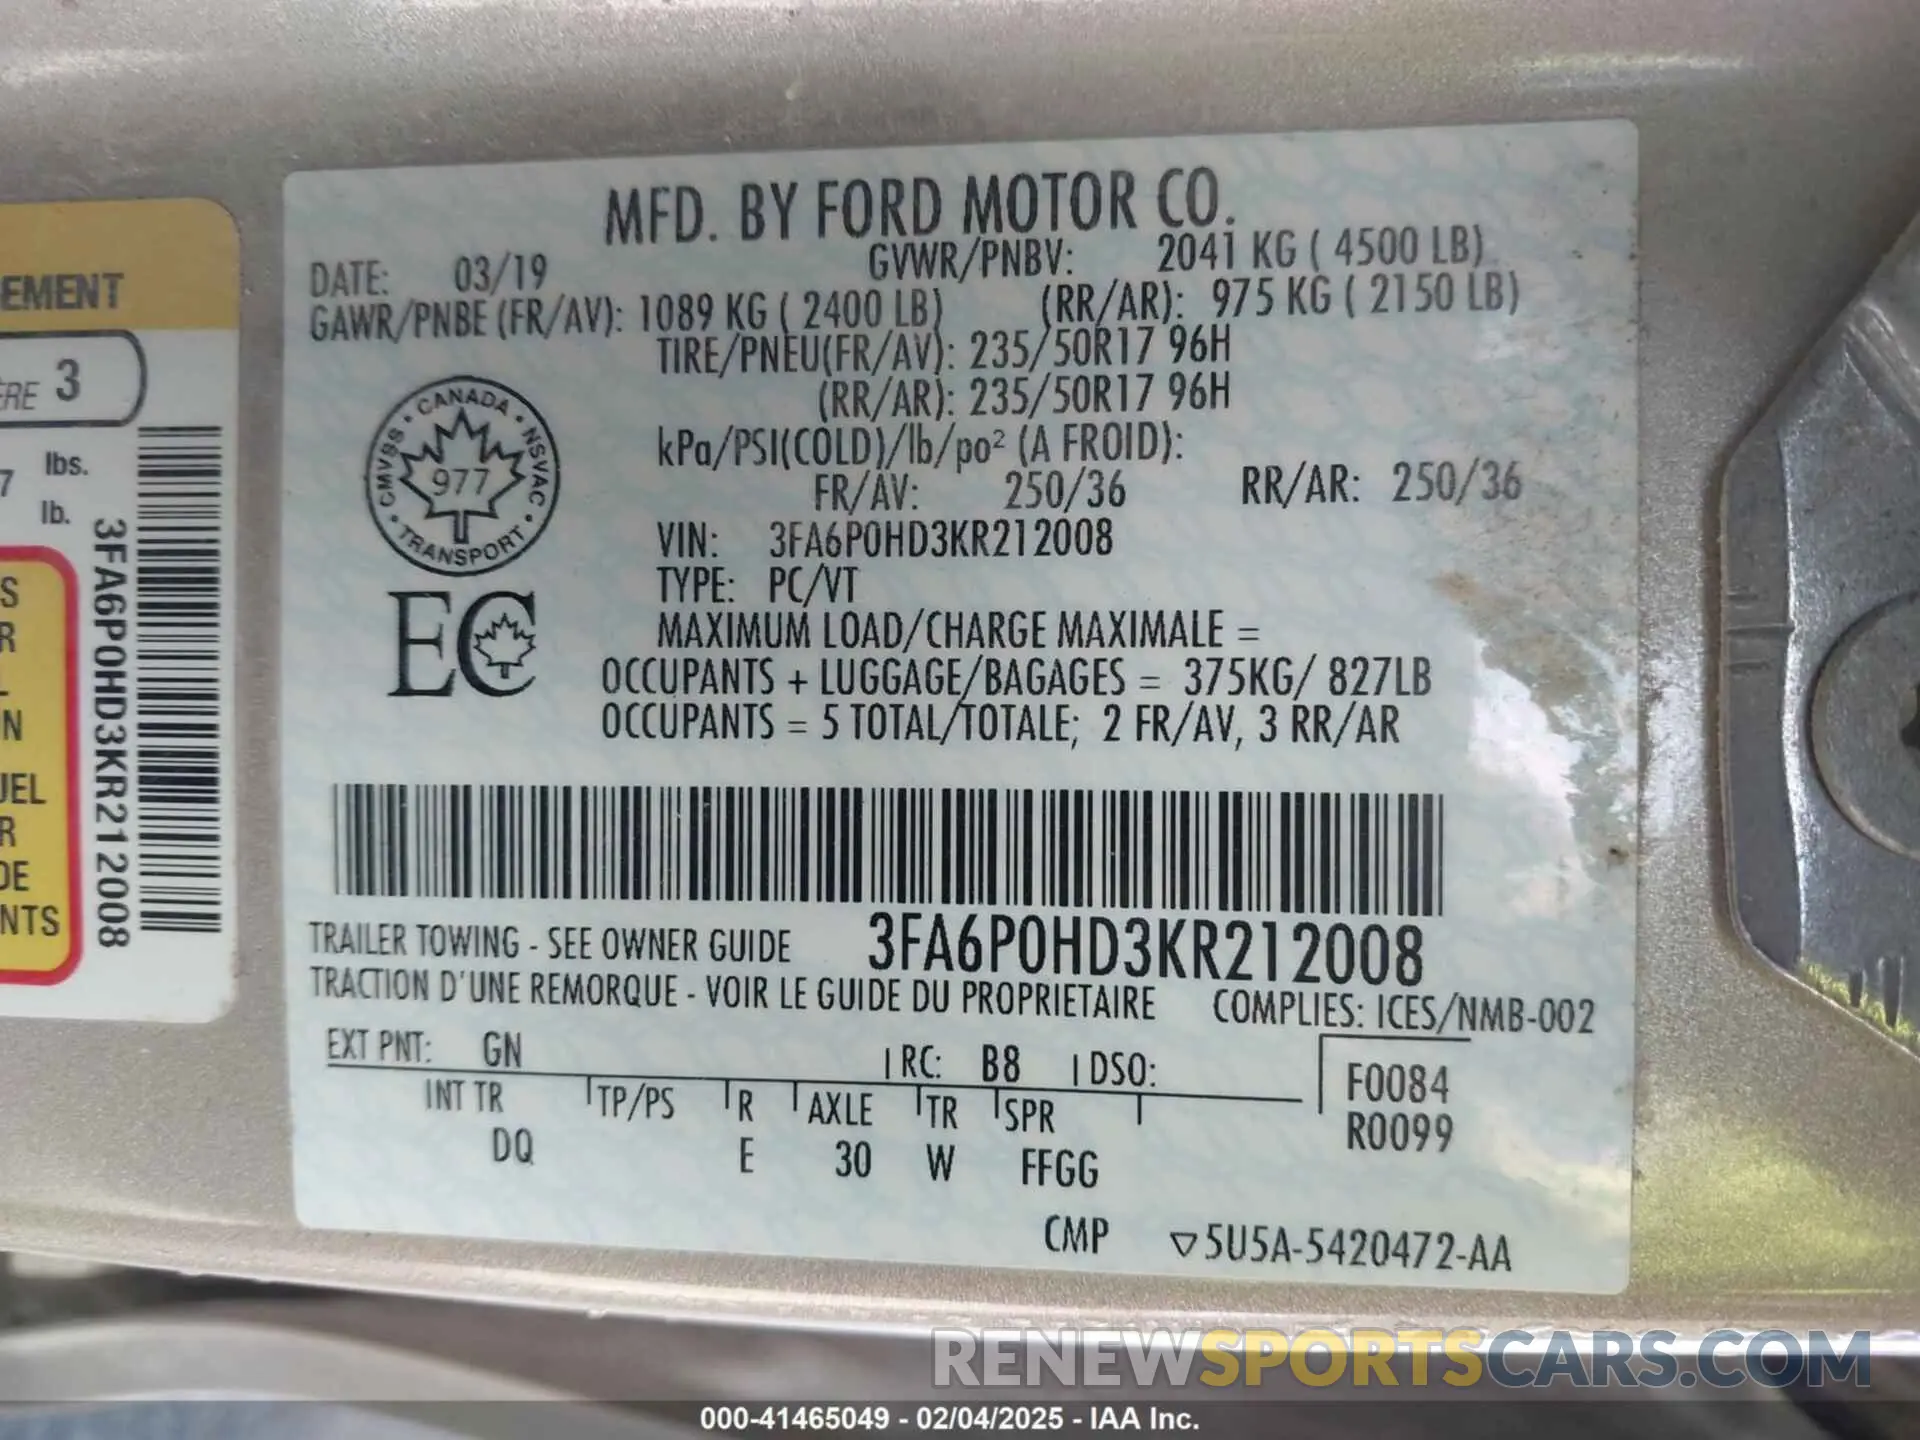 MFD. BY FORD MOTOR CO.
DATE: 03/19 GVWR/PNBV: 2041 KG ( 4500 LB)
GAWR/PNBE (FR/AV): 1089 KG ( 2400 LB) (RR/AR): 975 KG ( 2150 LB)
TIRE/PNEU(FR/AV): 235/50R17 96H
(RR/AR): 235/50R17 96H
kPa/PSI(COLD)/lb/po² (A FROID):
FR/AV: 250/36 RR/AR: 250/36
VIN: 3FA6P0HD3KR212008
TYPE: PC/VT
MAXIMUM LOAD/CHARGE MAXIMALE =
OCCUPANTS + LUGGAGE/BAGAGES = 375KG/ 827LB
OCCUPANTS = 5 TOTAL/TOTALE; 2 FR/AV, 3 RR/AR
CANADA
CMVSS • NSVAC
977
TRANSPORT
EC
3FA6P0HD3KR212008
TRAILER TOWING - SEE OWNER GUIDE
TRACTION D'UNE REMORQUE - VOIR LE GUIDE DU PROPRIETAIRE COMPLIES: ICES/NMB-002
EXT PNT: GN RC: B8 DSO:
F0084
R0099
INT TR TP/PS R AXLE TR SPR
DQ E 30 W FFGG
CMP ▽5U5A-5420472-AA
EMENT
ÈRE 3
7 lbs.
lb.
3FA6P0HD3KR212008
S
R
L
N
UEL
R
DE
NTS
RENEWSPORTSCARS.COM
000-41465049 - 02/04/2025 - IAA Inc.